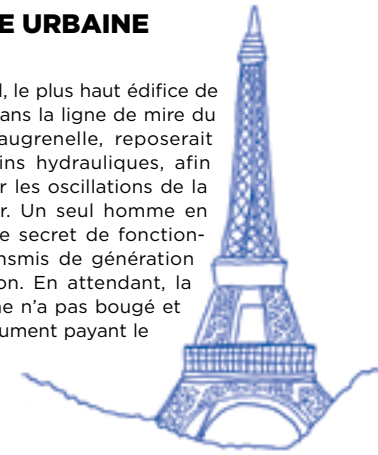 E URBAINE
, le plus haut édifice de
ans la ligne de mire du
augrenelle, reposerait
ins hydrauliques, afin
r les oscillations de la
r. Un seul homme en
e secret de fonction-
nsmis de génération
on. En attendant, la
ne n'a pas bougé et
ument payant le